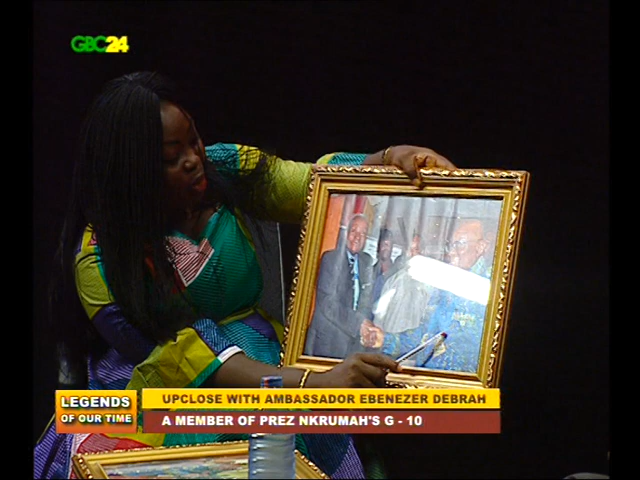 GBC24
LEGENDS
OF OUR TIME
UPCLOSE WITH AMBASSADOR EBENEZER DEBRAH
A MEMBER OF PREZ NKRUMAH'S G - 10